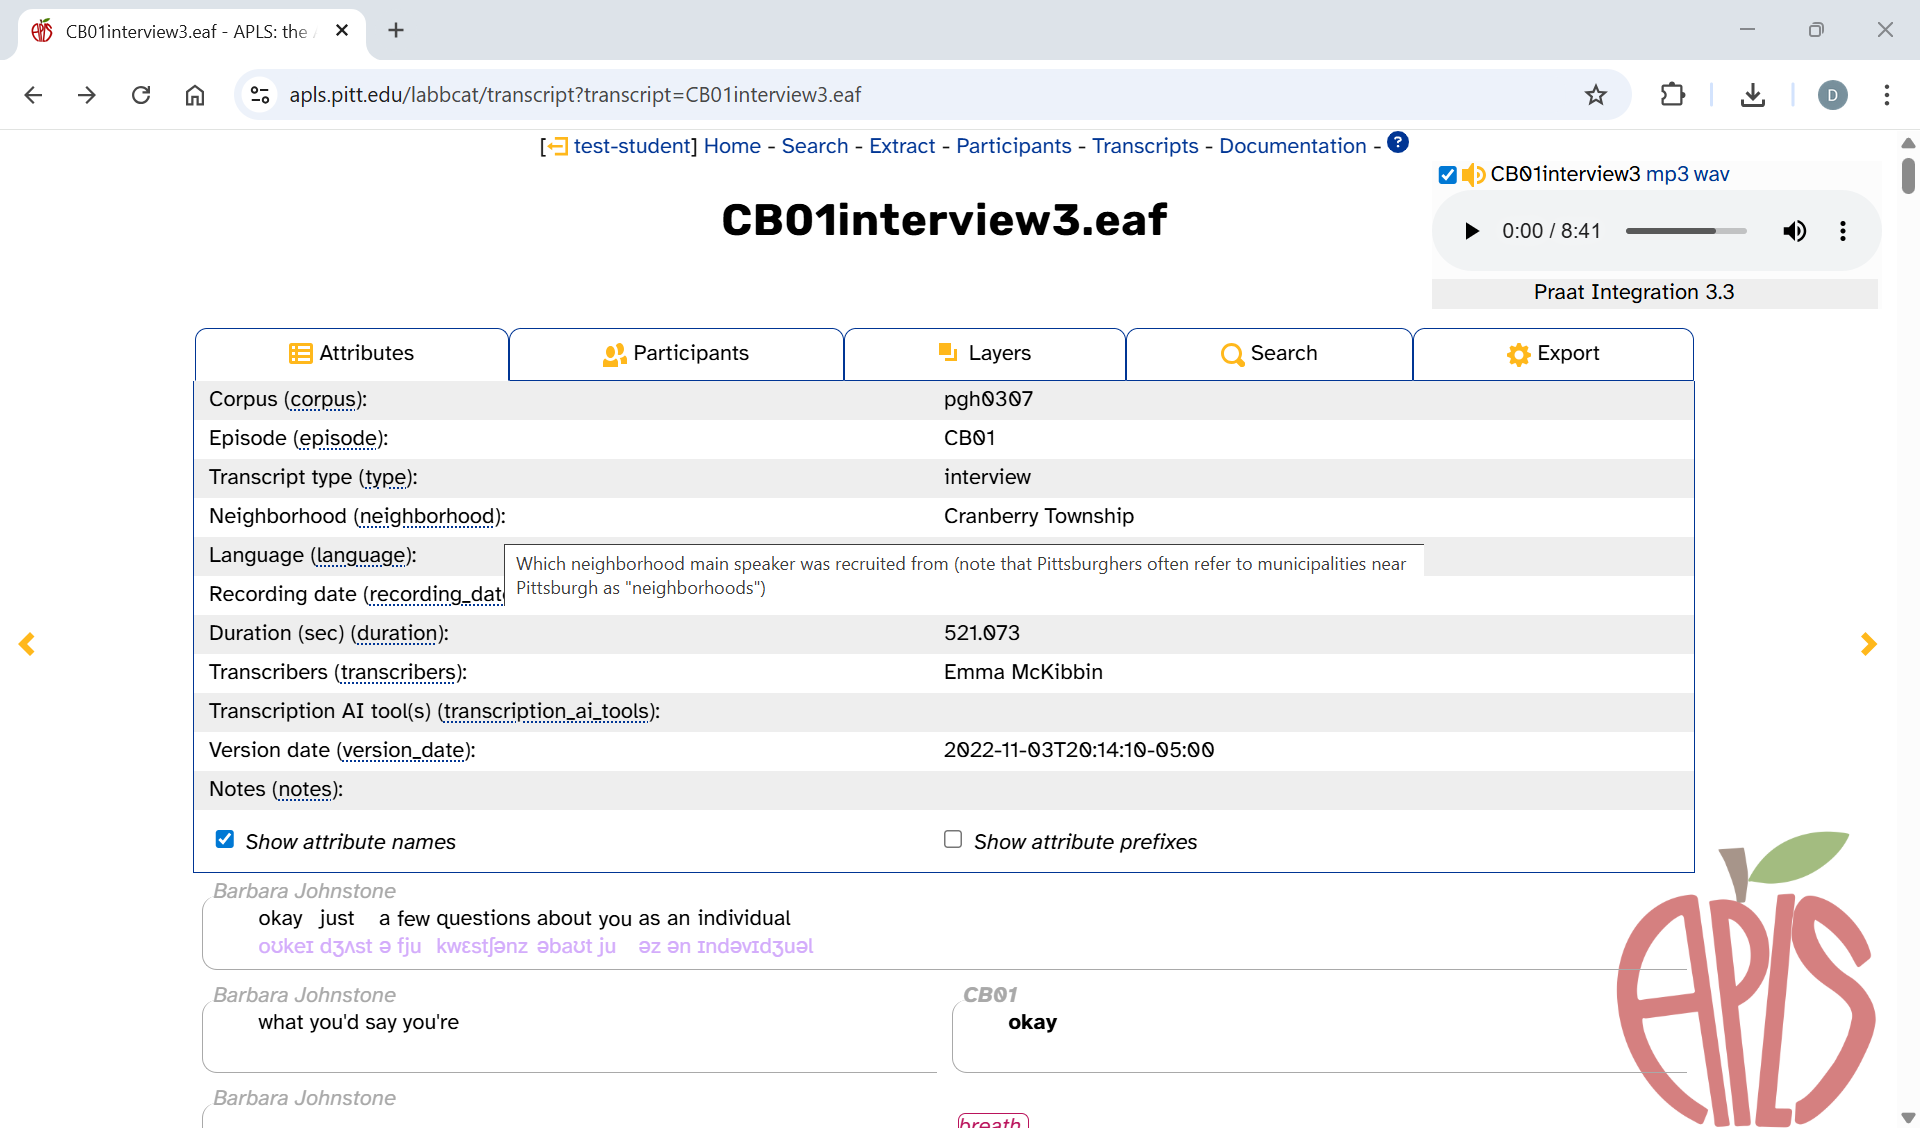 CB01interview3.eaf - APLS: the A
apls.pitt.edu/labbcat/transcript?transcript=CB01interview3.eaf
D
[test-student] Home - Search - Extract - Participants - Transcripts - Documentation - ?
CB01interview3 mp3 wav
CB01interview3.eaf
0:00 / 8:41
Praat Integration 3.3
Attributes Participants Layers Search Export
Corpus (corpus): pgh0307
Episode (episode): CB01
Transcript type (type): interview
Neighborhood (neighborhood): Cranberry Township
Language (language):
Which neighborhood main speaker was recruited from (note that Pittsburghers often refer to municipalities near
Pittsburgh as "neighborhoods")
Recording date (recording_date
Duration (sec) (duration): 521.073
Transcribers (transcribers): Emma McKibbin
Transcription AI tool(s) (transcription_ai_tools):
Version date (version_date): 2022-11-03T20:14:10-05:00
Notes (notes):
Show attribute names Show attribute prefixes
Barbara Johnstone
okay just a few questions about you as an individual
oʊkeɪ dʒʌst ə fju kwɛstʃənz əbaʊt ju əz ən ɪndəvɪdʒuəl
Barbara Johnstone CB01
what you'd say you're okay
Barbara Johnstone
breath
APLS